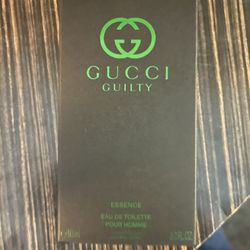 GUCCI
GUILTY
ESSENCE
EAU DE TOILETTE
POUR HOMME